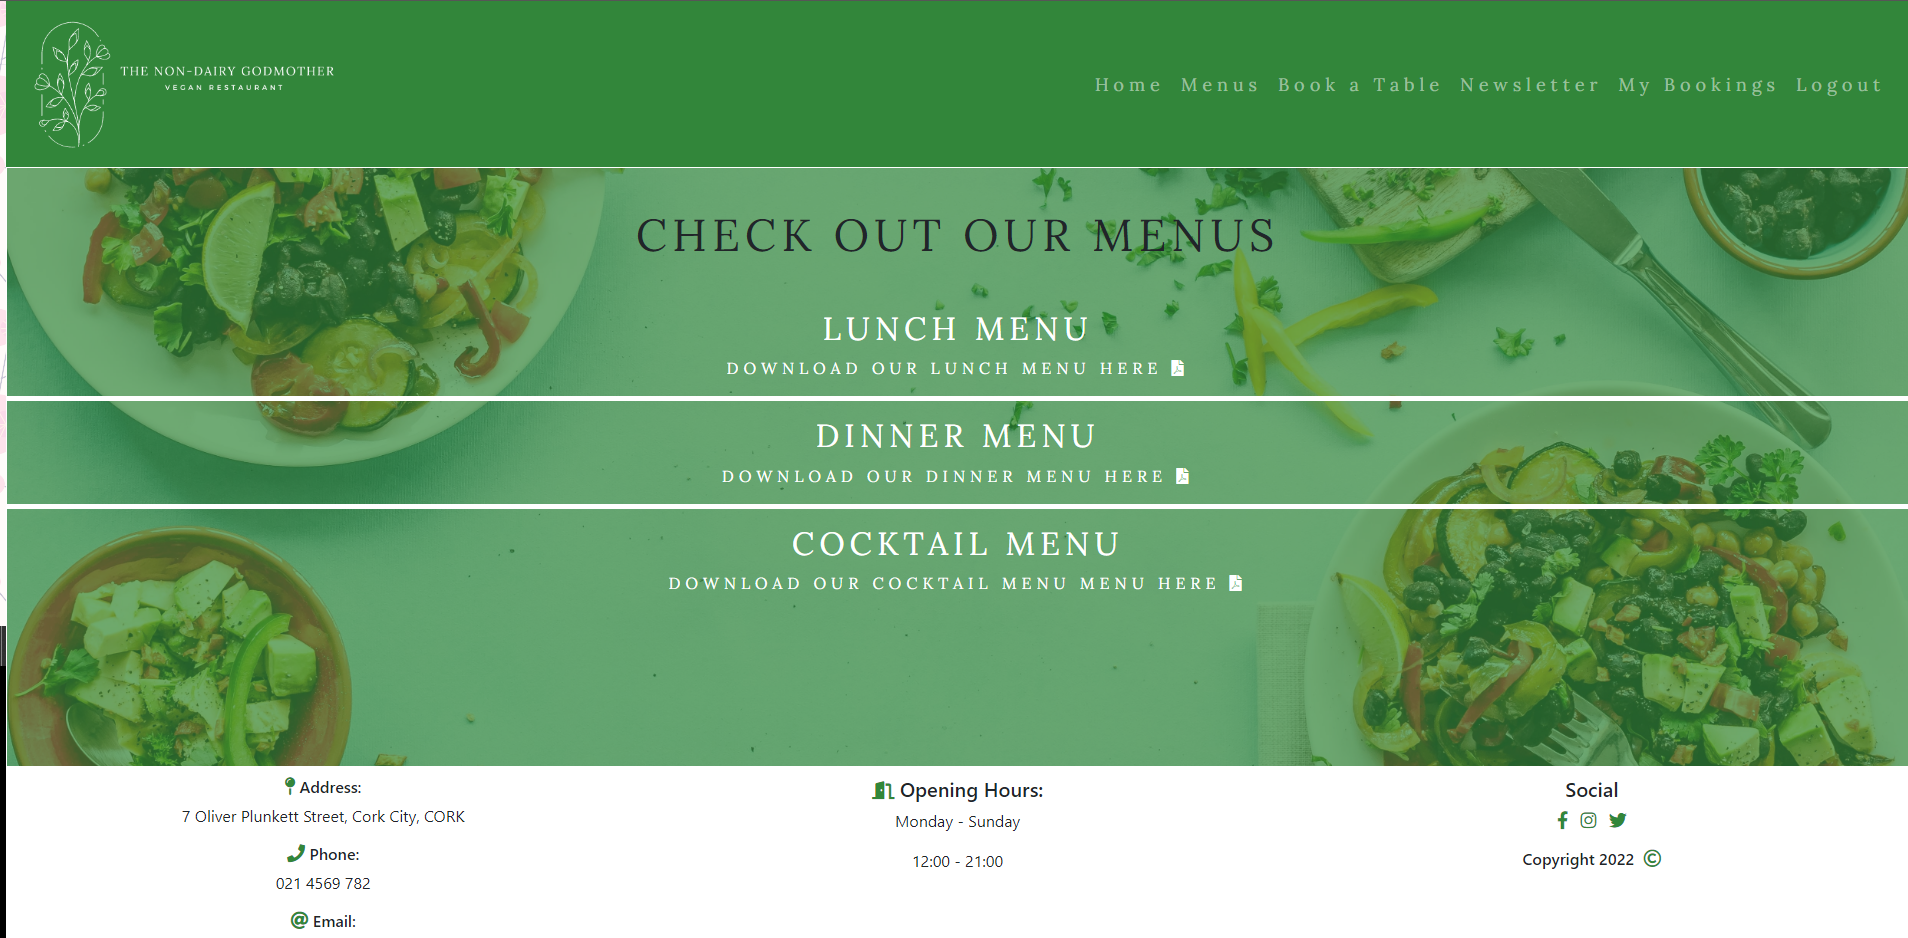 THE NON-DAIRY GODMOTHER
VEGAN RESTAURANT
Home Menus Book a Table Newsletter My Bookings Logout
CHECK OUT OUR MENUS
LUNCH MENU
DOWNLOAD OUR LUNCH MENU HERE
DINNER MENU
DOWNLOAD OUR DINNER MENU HERE
COCKTAIL MENU
DOWNLOAD OUR COCKTAIL MENU MENU HERE
Address:
7 Oliver Plunkett Street, Cork City, CORK
Phone:
021 4569 782
Email:
Opening Hours:
Monday - Sunday
12:00 - 21:00
Social
Copyright 2022 ©